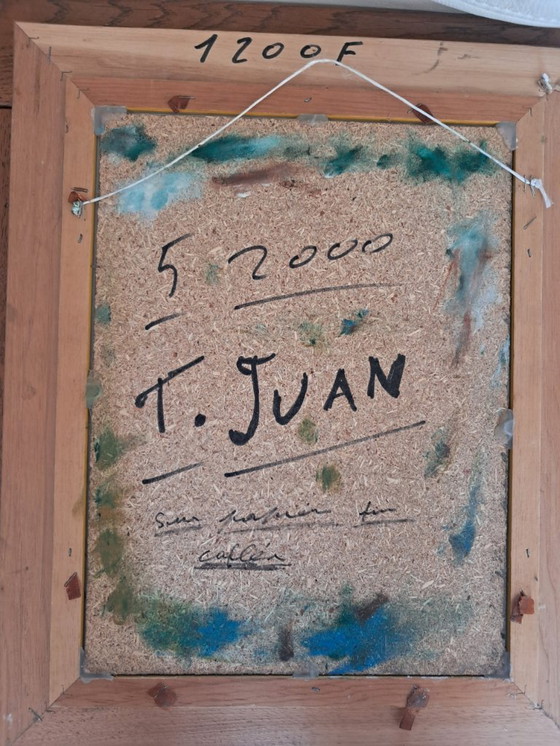 1200F
5 2000
T. JUAN
Sur papier fin
collé